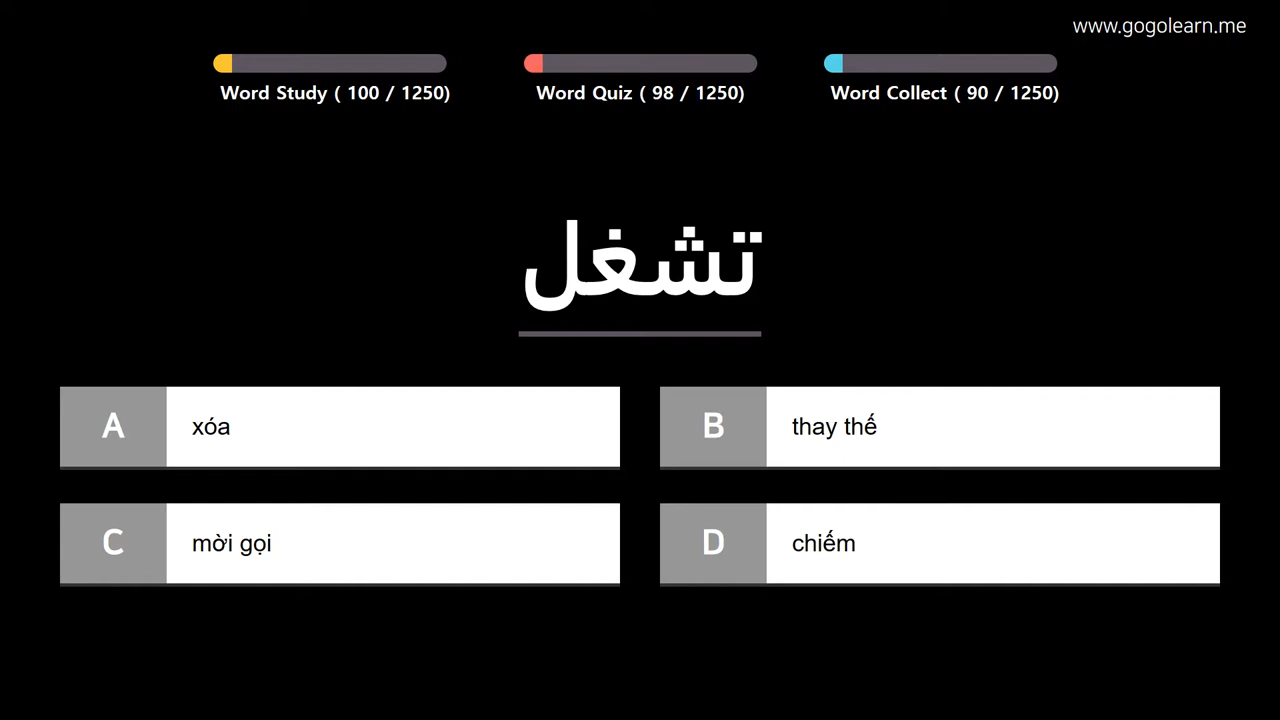 www.gogolearn.me
Word Study ( 100 / 1250)
Word Quiz ( 98 / 1250)
Word Collect ( 90 / 1250)
تشغل
A xóa
B thay thế
C mời gọi
D chiếm